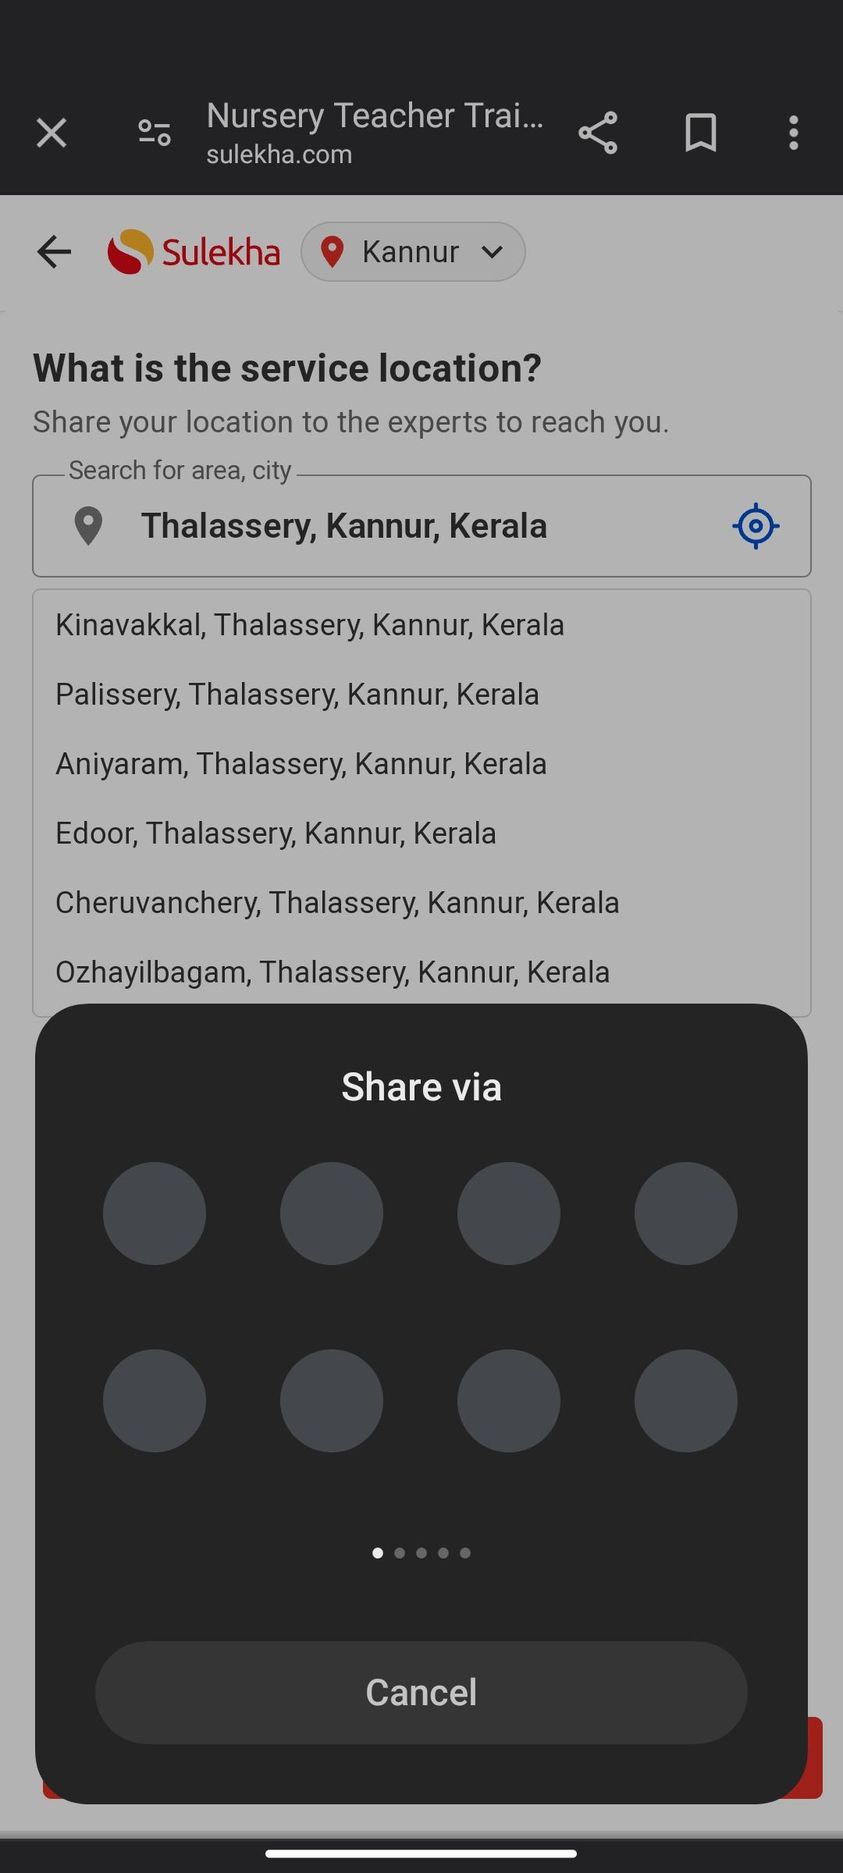 Nursery Teacher Trai...
sulekha.com
Sulekha
Kannur
What is the service location?
Share your location to the experts to reach you.
Search for area, city
Thalassery, Kannur, Kerala
Kinavakkal, Thalassery, Kannur, Kerala
Palissery, Thalassery, Kannur, Kerala
Aniyaram, Thalassery, Kannur, Kerala
Edoor, Thalassery, Kannur, Kerala
Cheruvanchery, Thalassery, Kannur, Kerala
Ozhayilbagam, Thalassery, Kannur, Kerala
Share via
Cancel